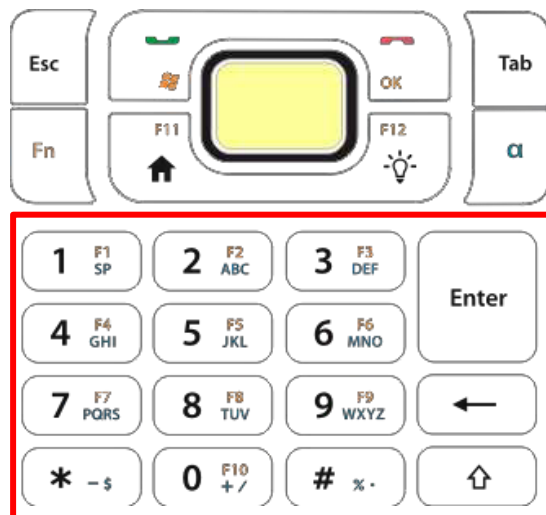 Esc
Tab
OK
Fn
F11
F12
α
1 F1 SP
2 F2 ABC
3 F3 DEF
Enter
4 F4 GHI
5 F5 JKL
6 F6 MNO
7 F7 PQRS
8 F8 TUV
9 F9 WXYZ
* - $
0 F10 + /
# % .